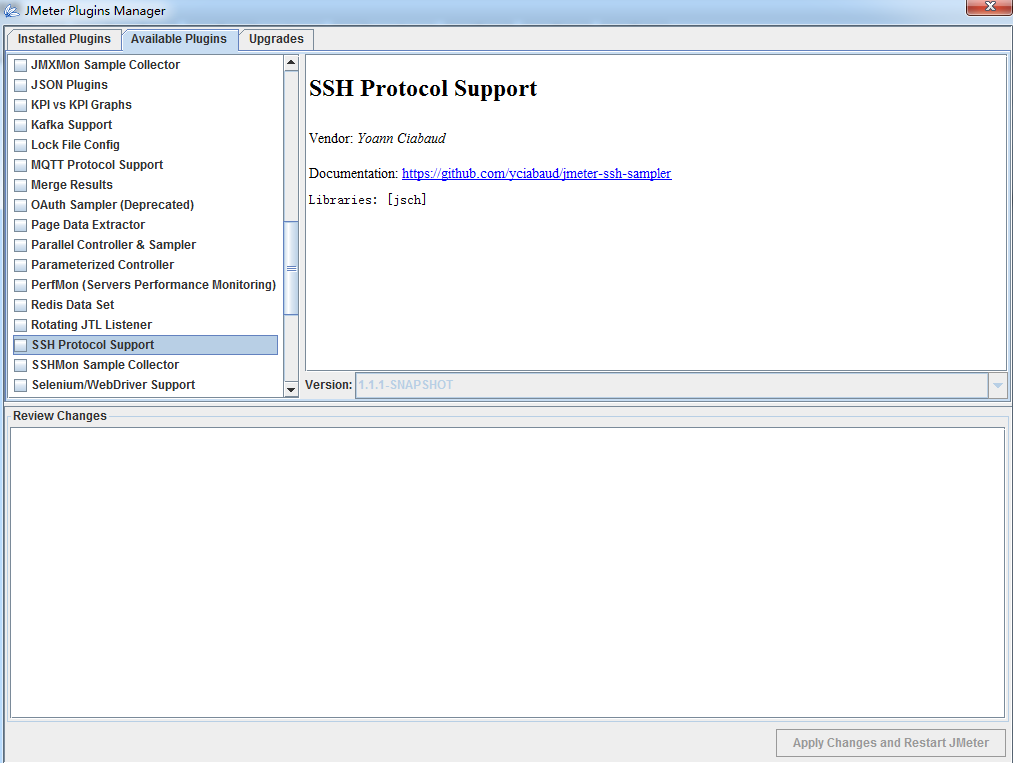 JMeter Plugins Manager
Installed Plugins
Available Plugins
Upgrades
JMXMon Sample Collector
JSON Plugins
KPI vs KPI Graphs
Kafka Support
Lock File Config
MQTT Protocol Support
Merge Results
OAuth Sampler (Deprecated)
Page Data Extractor
Parallel Controller & Sampler
Parameterized Controller
PerfMon (Servers Performance Monitoring)
Redis Data Set
Rotating JTL Listener
SSH Protocol Support
SSHMon Sample Collector
Selenium/WebDriver Support
SSH Protocol Support
Vendor: Yoann Ciabaud
Documentation: https://github.com/yciabaud/jmeter-ssh-sampler
Libraries: [jsch]
Version: 1.1.1-SNAPSHOT
Review Changes
Apply Changes and Restart JMeter